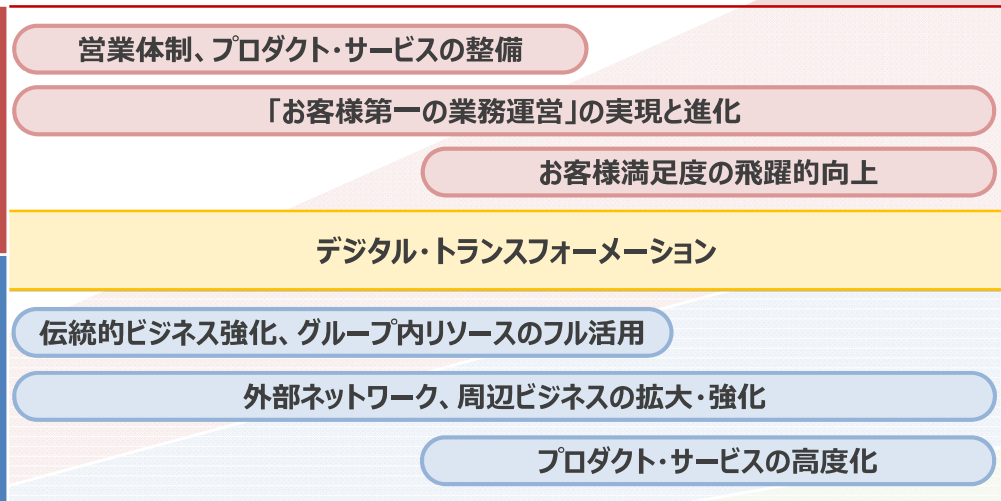 営業体制、プロダクト・サービスの整備
「お客様第一の業務運営」の実現と進化
お客様満足度の飛躍的向上
デジタル・トランスフォーメーション
伝統的ビジネス強化、グループ内リソースのフル活用
外部ネットワーク、周辺ビジネスの拡大・強化
プロダクト・サービスの高度化